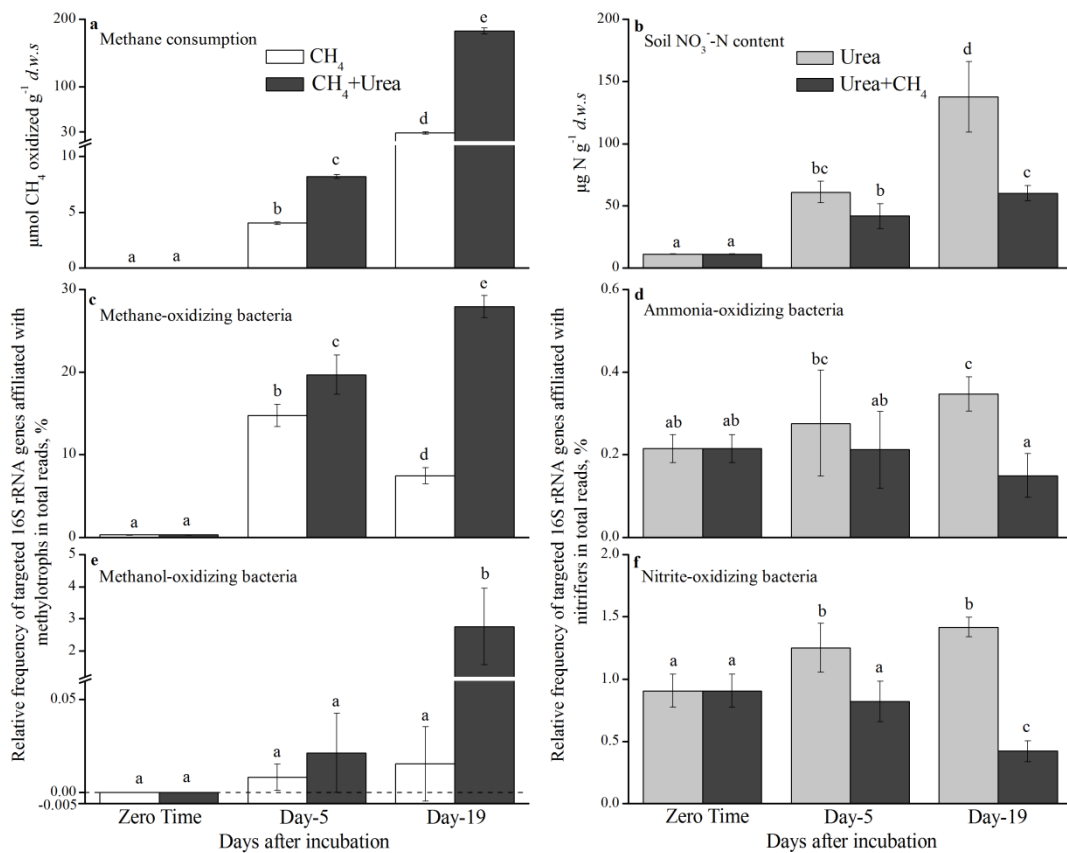 a Methane consumption
CH₄
CH₄+Urea
µmol CH₄ oxidized g⁻¹ d.w.s
200
100
30
10
5
0
a a b c d e
b Soil NO₃⁻-N content
Urea
Urea+CH₄
µg N g⁻¹ d.w.s
200
150
100
50
0
a a bc b d c
c Methane-oxidizing bacteria
Relative frequency of targeted 16S rRNA genes affiliated with
methylotrophs in total reads, %
30
20
10
0
a a b c d e
d Ammonia-oxidizing bacteria
Relative frequency of targeted 16S rRNA genes affiliated with
nitrifiers in total reads, %
0.6
0.4
0.2
0.0
ab ab bc ab c a
e Methanol-oxidizing bacteria
5
4
3
2
1
0.05
0.00
-0.005
a a a a a b
Zero Time Day-5 Day-19
Days after incubation
f Nitrite-oxidizing bacteria
2.0
1.5
1.0
0.5
0.0
a a b a b c
Zero Time Day-5 Day-19
Days after incubation